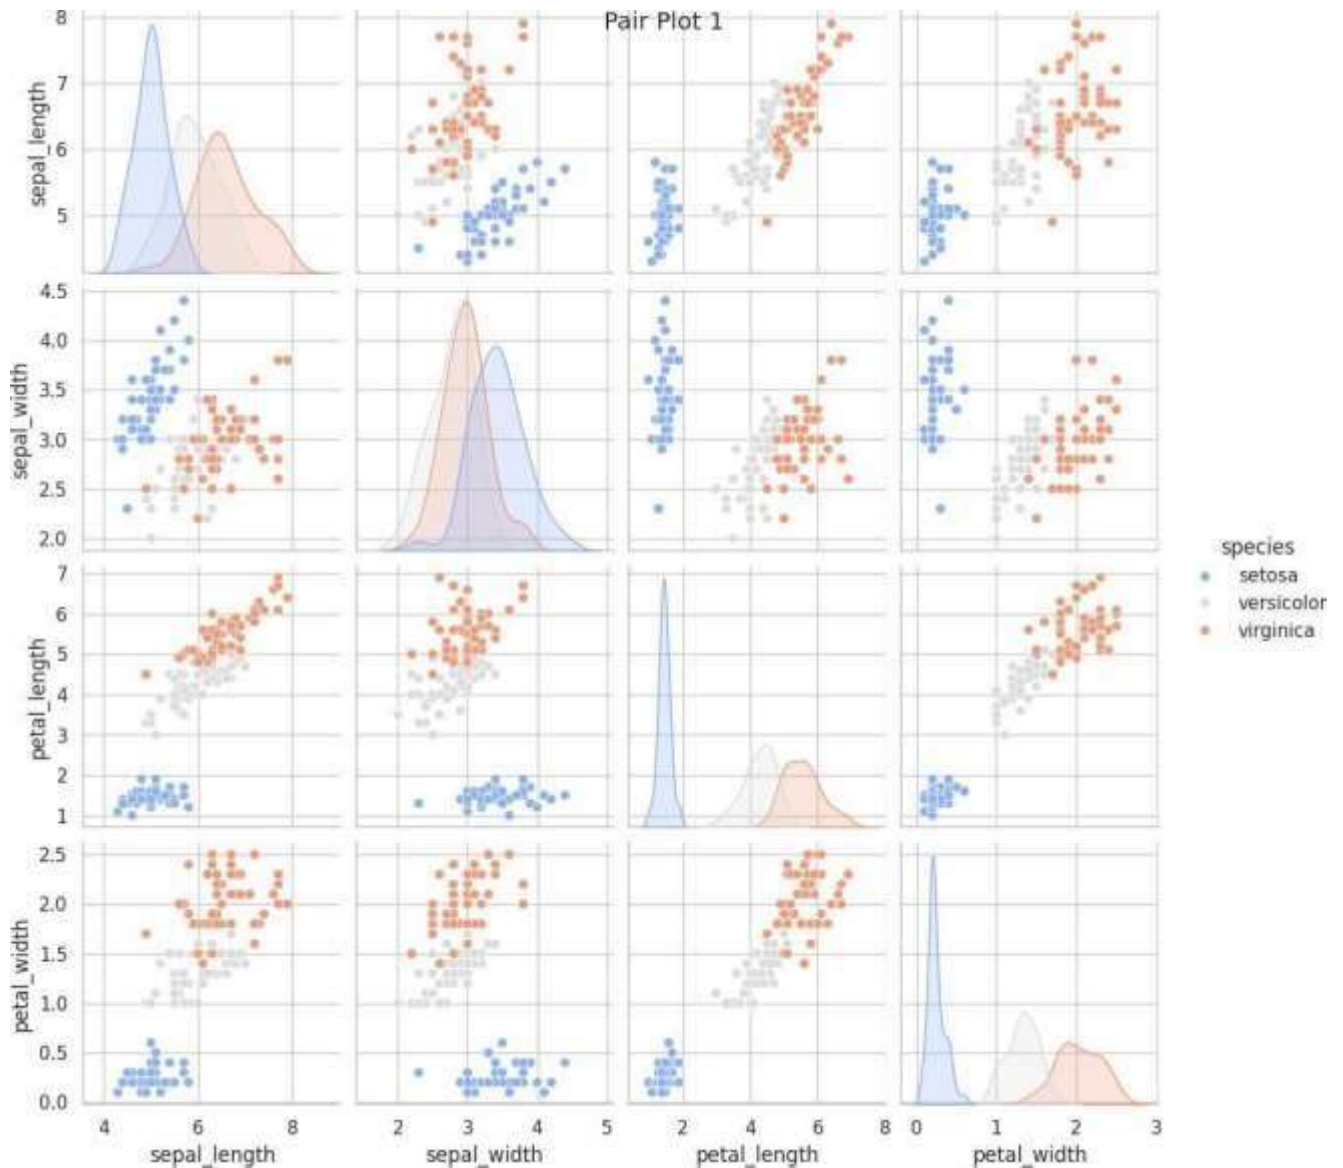 Pair Plot 1
8
7
6
5
sepal_length
4.5
4.0
3.5
3.0
2.5
2.0
sepal_width
species
setosa
versicolor
virginica
7
6
5
4
3
2
1
petal_length
2.5
2.0
1.5
1.0
0.5
0.0
petal_width
4 6 8 2 3 4 5 2 4 6 8 0 1 2 3
sepal_length sepal_width petal_length petal_width